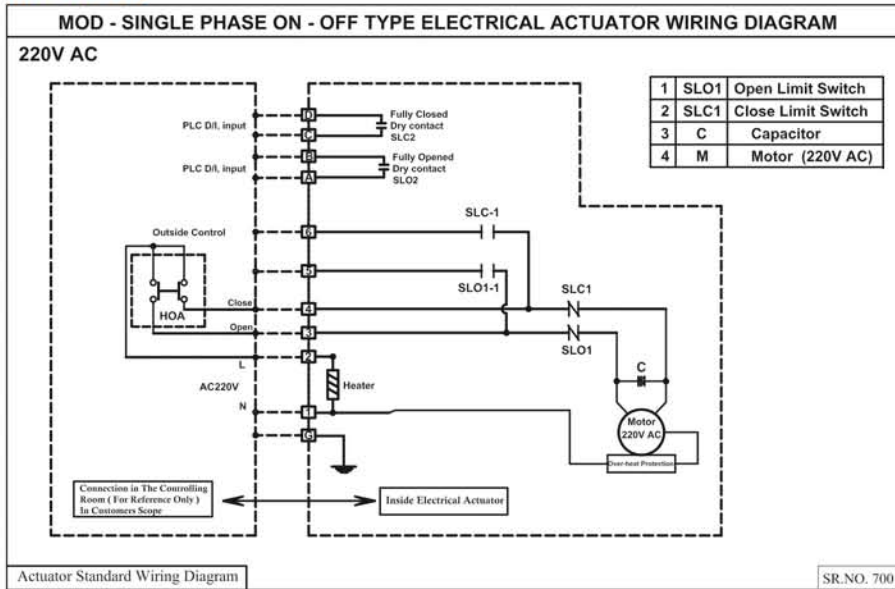 MOD - SINGLE PHASE ON - OFF TYPE ELECTRICAL ACTUATOR WIRING DIAGRAM
220V AC
1 SLO1 Open Limit Switch
2 SLC1 Close Limit Switch
3 C Capacitor
4 M Motor (220V AC)
PLC D/I, input
D
C
Fully Closed
Dry contact
SLC2
PLC D/I, input
B
A
Fully Opened
Dry contact
SLO2
Outside Control
6
SLC-1
5
SLO1-1
HOA
Close
4
SLC1
Open
3
SLO1
L
2
AC220V
Heater
C
N
1
Motor
220V AC
G
Over-heat Protection
Connection in The Courrolling
Room ( For Reference Only )
In Customers Scope
Inside Electrical Actuator
Actuator Standard Wiring Diagram
SR.NO. 700